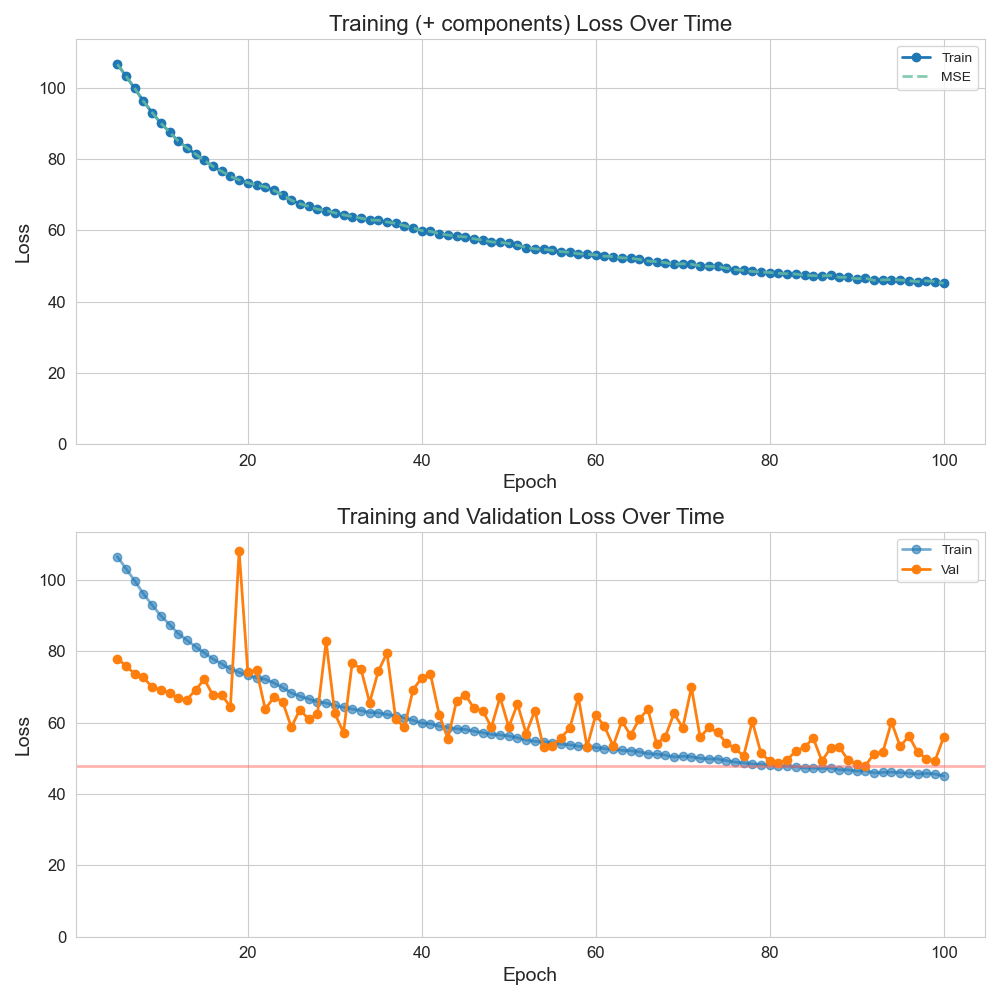 Training (+ components) Loss Over Time
Train
MSE
100
80
60
40
20
0
Loss
20 40 60 80 100
Epoch
Training and Validation Loss Over Time
Train
Val
100
80
60
40
20
0
Loss
20 40 60 80 100
Epoch